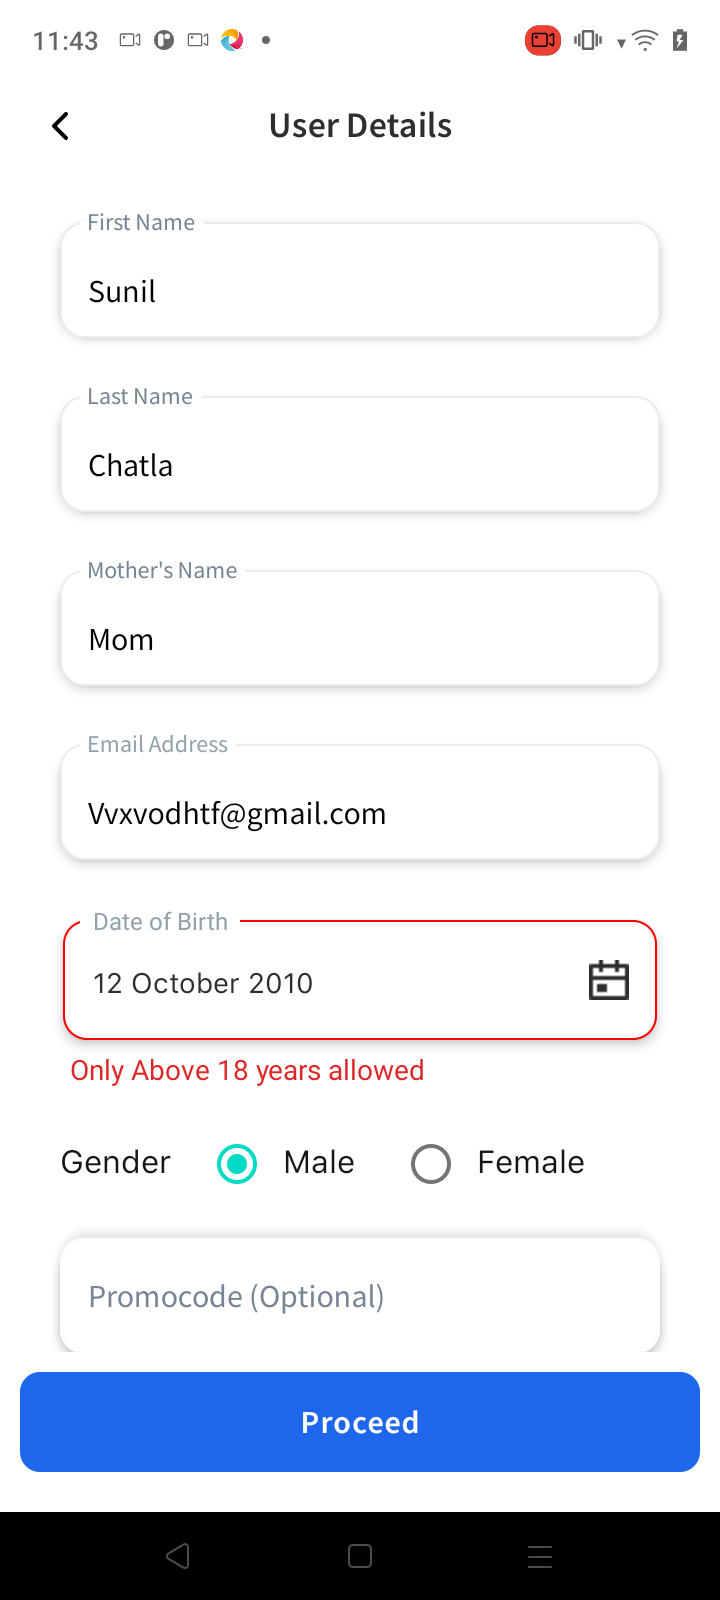 11:43
User Details
First Name
Sunil
Last Name
Chatla
Mother's Name
Mom
Email Address
Vvxvodhtf@gmail.com
Date of Birth
12 October 2010
Only Above 18 years allowed
Gender Male Female
Promocode (Optional)
Proceed